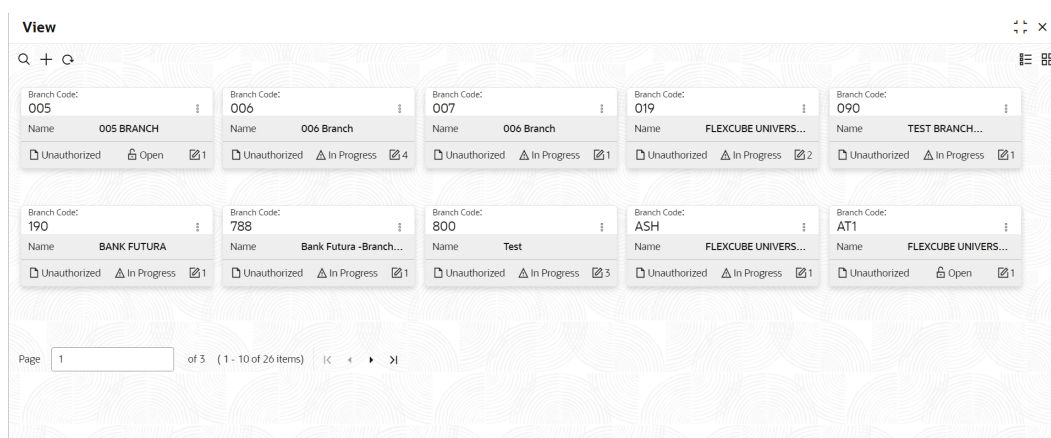 View
Branch Code:
005
Name 005 BRANCH
Unauthorized Open 1
Branch Code:
006
Name 006 Branch
Unauthorized In Progress 4
Branch Code:
007
Name 006 Branch
Unauthorized In Progress 1
Branch Code:
019
Name FLEXCUBE UNIVERS...
Unauthorized In Progress 2
Branch Code:
090
Name TEST BRANCH...
Unauthorized In Progress 1
Branch Code:
190
Name BANK FUTURA
Unauthorized In Progress 1
Branch Code:
788
Name Bank Futura -Branch...
Unauthorized In Progress 1
Branch Code:
800
Name Test
Unauthorized In Progress 3
Branch Code:
ASH
Name FLEXCUBE UNIVERS...
Unauthorized In Progress 1
Branch Code:
AT1
Name FLEXCUBE UNIVERS...
Unauthorized Open 1
Page 1 of 3 ( 1 - 10 of 26 items)